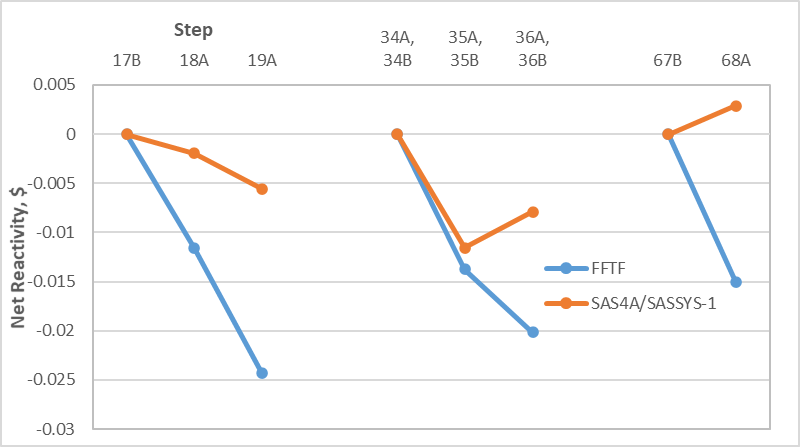 Step
17B
18A
19A
34A,
34B
35A,
35B
36A,
36B
67B
68A
0.005
0
-0.005
-0.01
-0.015
-0.02
-0.025
-0.03
Net Reactivity, $
FFTF
SAS4A/SASSYS-1